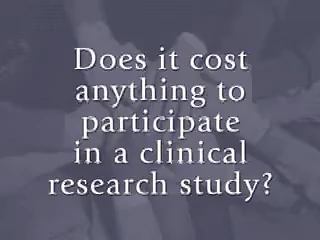 Does it cost
anything to
participate
in a clinical
research study?